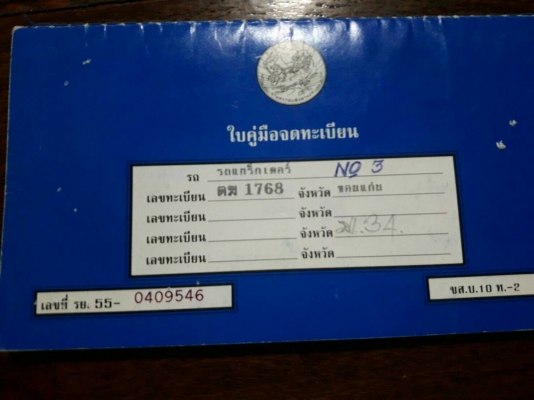 ใบคู่มือจดทะเบียน
รถ รถแทร็กเตอร์ NO 3
เลขทะเบียน ตฆ 1768 จังหวัด ขอนแก่น
เลขทะเบียน จังหวัด
เลขทะเบียน จังหวัด 34.
เลขทะเบียน จังหวัด
เลขที่ รย. 55- 0409546
ขส.บ.10 ท.-2